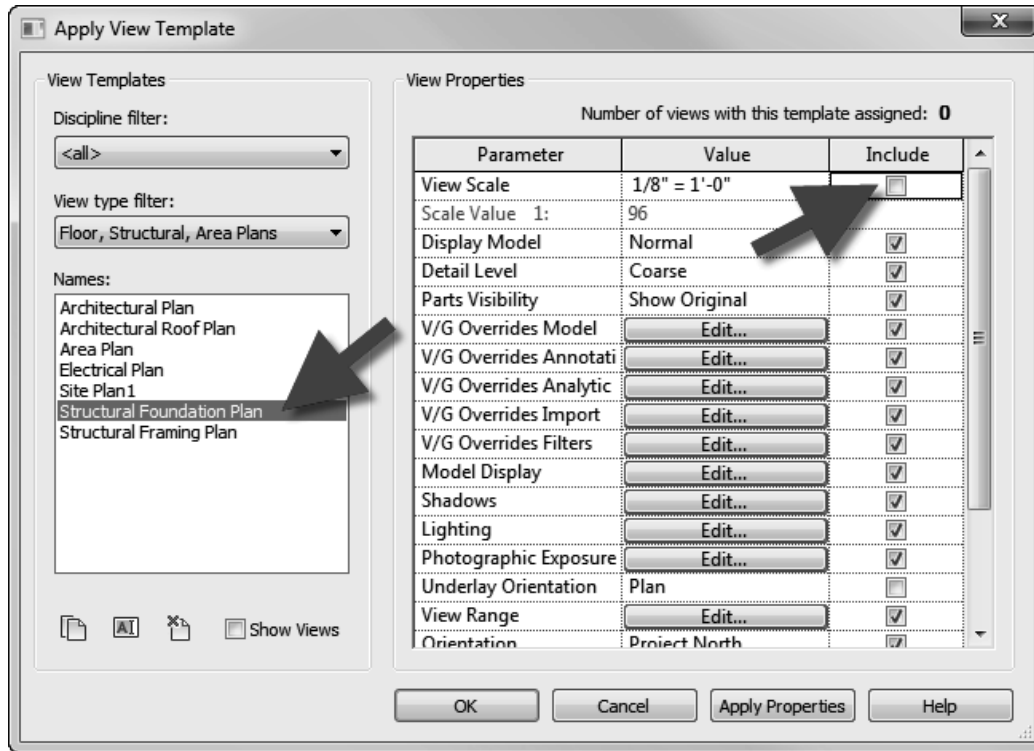 Apply View Template
X
View Templates
Discipline filter:
<all>
View type filter:
Floor, Structural, Area Plans
Names:
Architectural Plan
Architectural Roof Plan
Area Plan
Electrical Plan
Site Plan1
Structural Foundation Plan
Structural Framing Plan
AI
Show Views
View Properties
Number of views with this template assigned: 0
Parameter Value Include
View Scale 1/8" = 1'-0"
Scale Value 1: 96
Display Model Normal
Detail Level Coarse
Parts Visibility Show Original
V/G Overrides Model Edit...
V/G Overrides Annotati Edit...
V/G Overrides Analytic Edit...
V/G Overrides Import Edit...
V/G Overrides Filters Edit...
Model Display Edit...
Shadows Edit...
Lighting Edit...
Photographic Exposure Edit...
Underlay Orientation Plan
View Range Edit...
Orientation Project North
OK Cancel Apply Properties Help